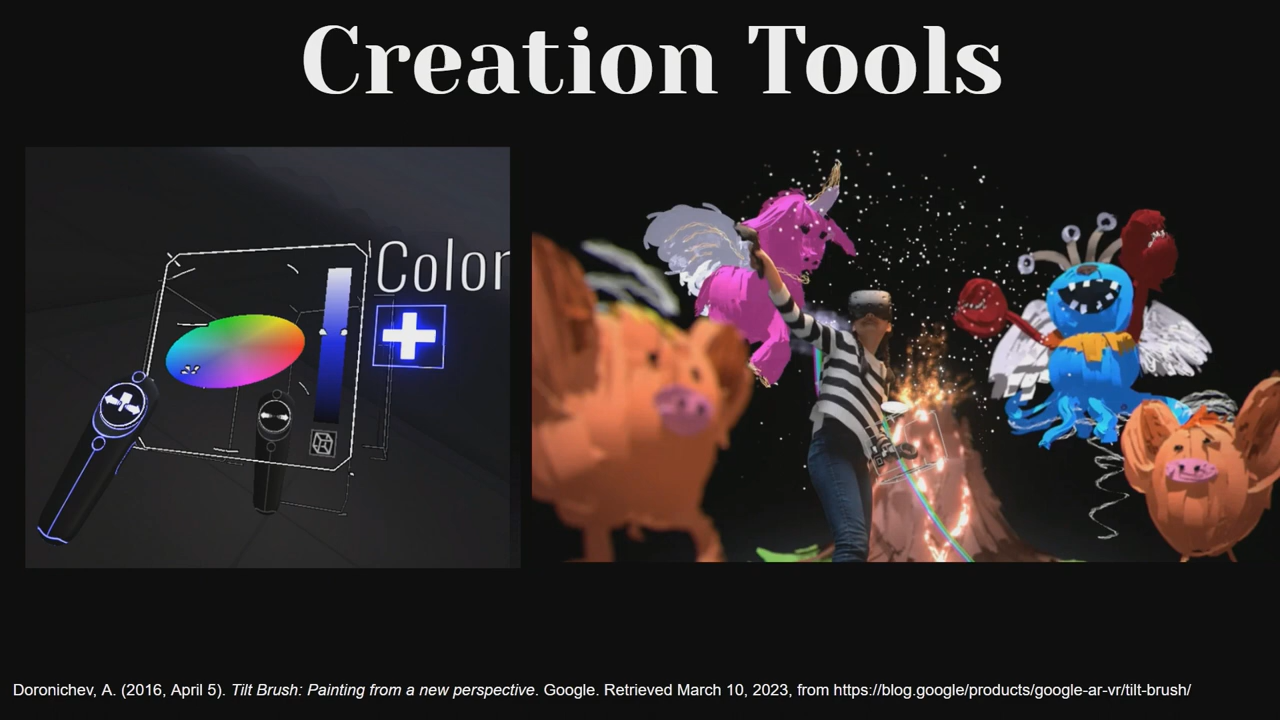 Creation Tools
Color
Doronichev, A. (2016, April 5). Tilt Brush: Painting from a new perspective. Google. Retrieved March 10, 2023, from https://blog.google/products/google-ar-vr/tilt-brush/